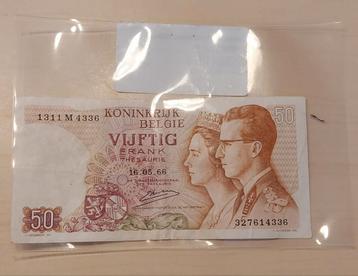 1311 M 4336
KONINKRIJK
BELGIE
50
VIJFTIG
FRANK
THESAURIE
16.05.66
50
327614336